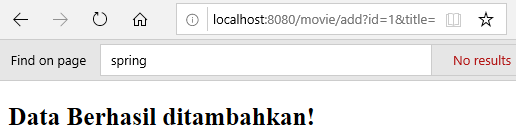 localhost:8080/movie/add?id=1&title=
Find on page spring No results
Data Berhasil ditambahkan!